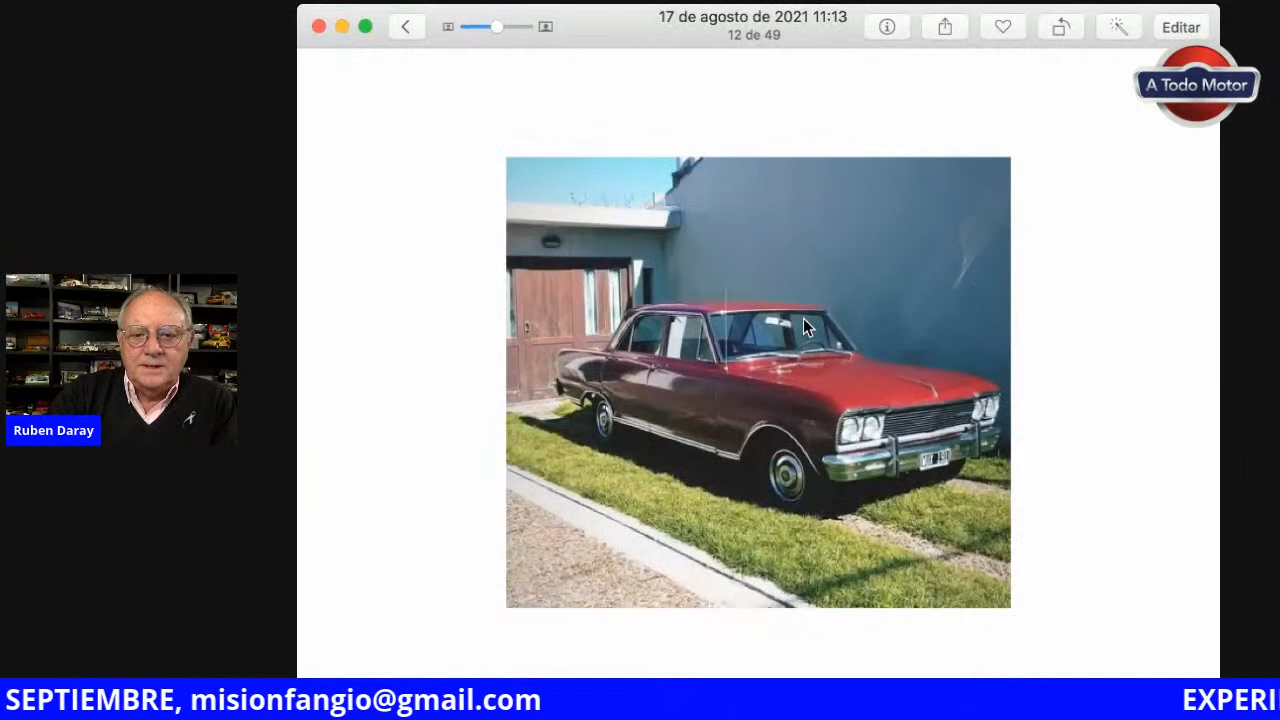 17 de agosto de 2021 11:13
12 de 49
Editar
A Todo Motor
Ruben Daray
SEPTIEMBRE, misionfangio@gmail.com